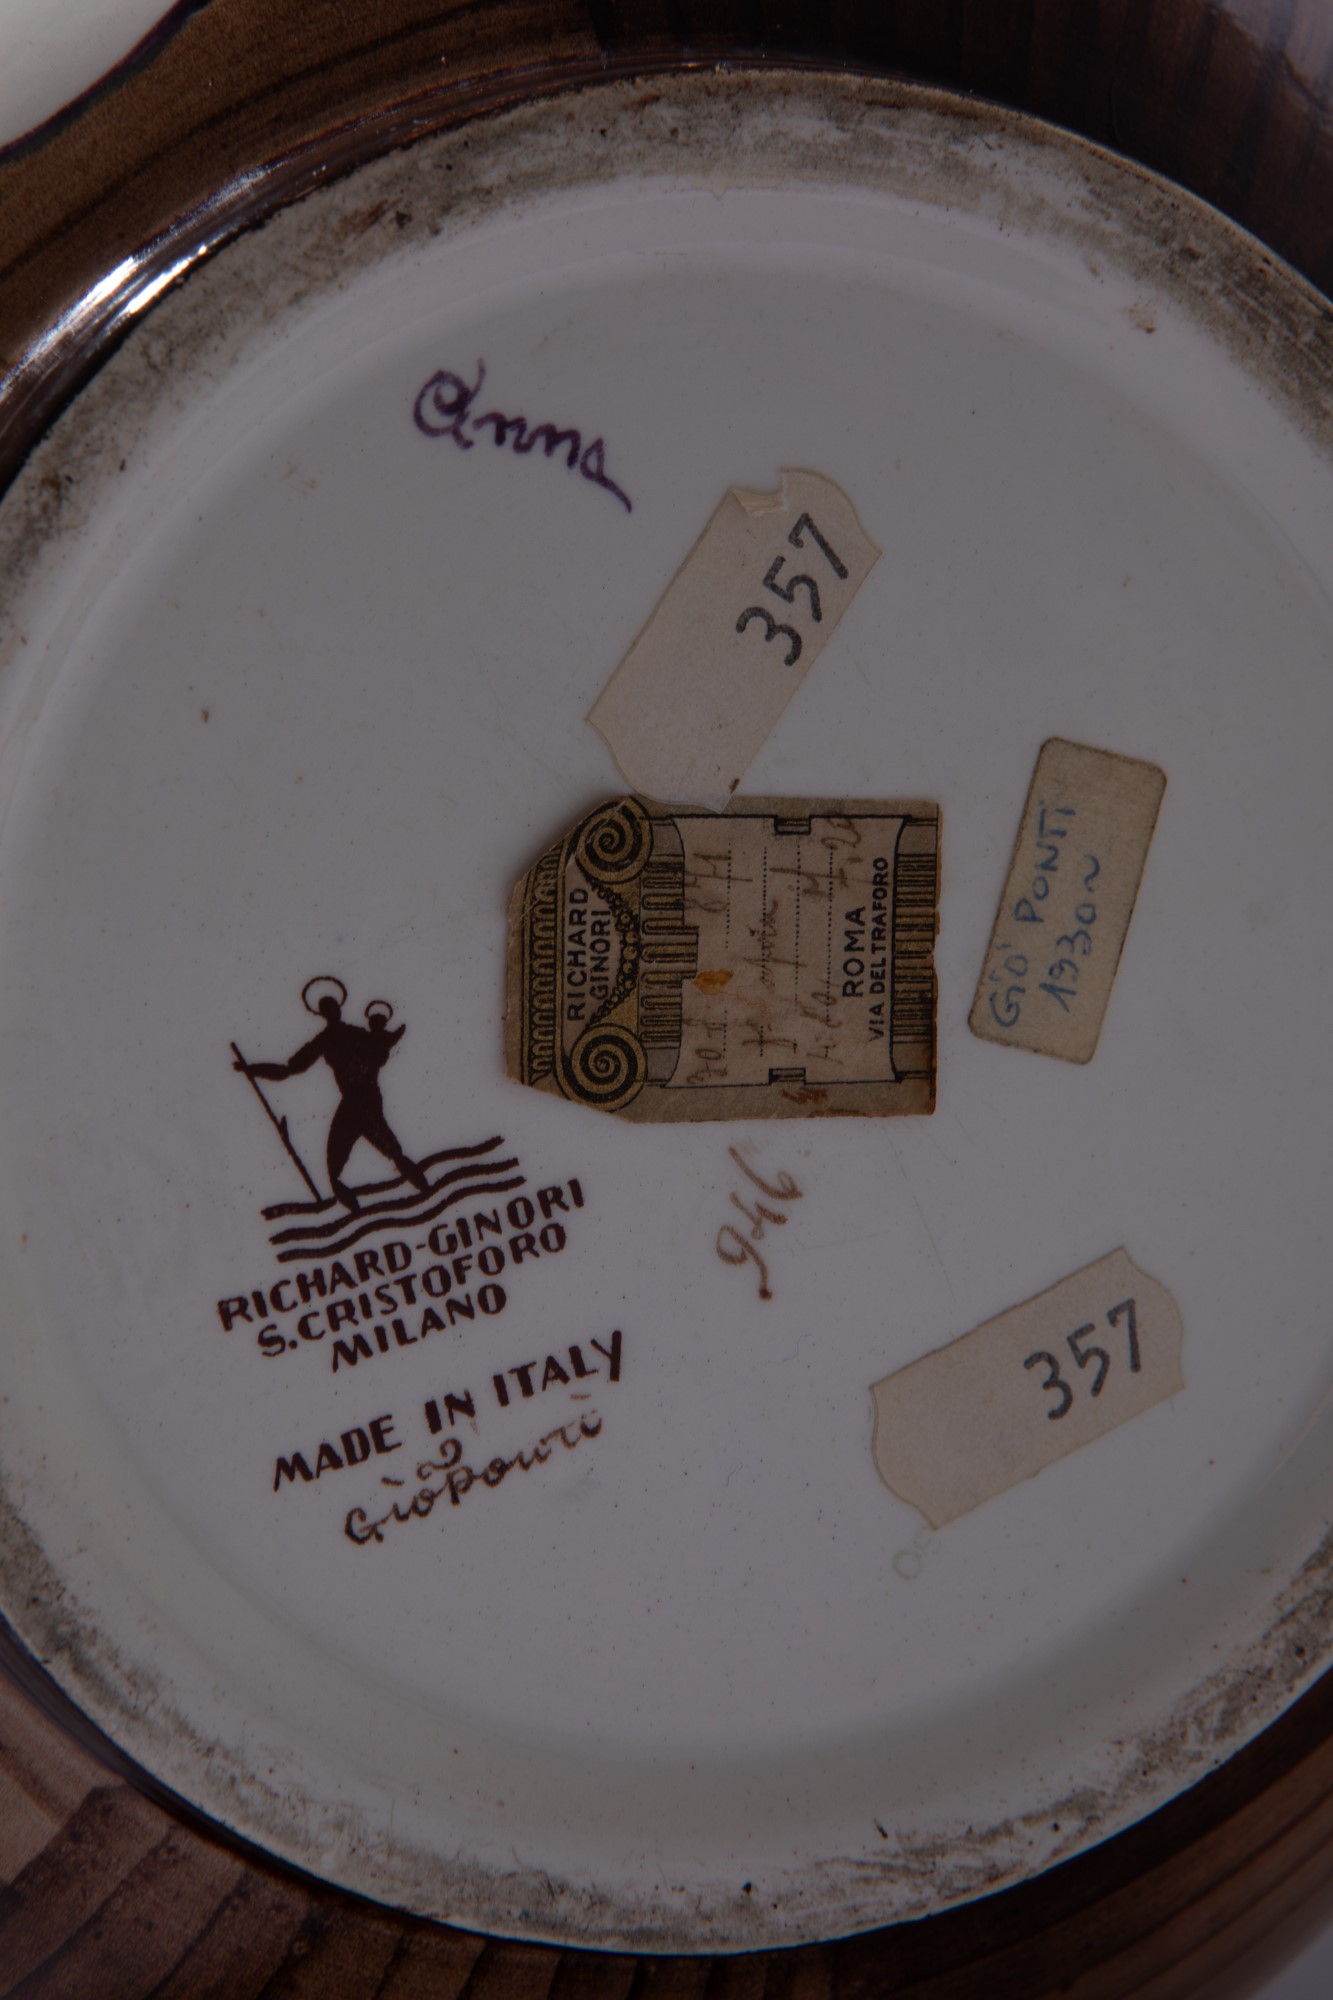 Anna
357
RICHARD
GINORI
ROMA
VIA DEL TRAFORO
GIO' PONTI
1930
946
RICHARD-GINORI
S.CRISTOFORO
MILANO
MADE IN ITALY
Giòponti
357